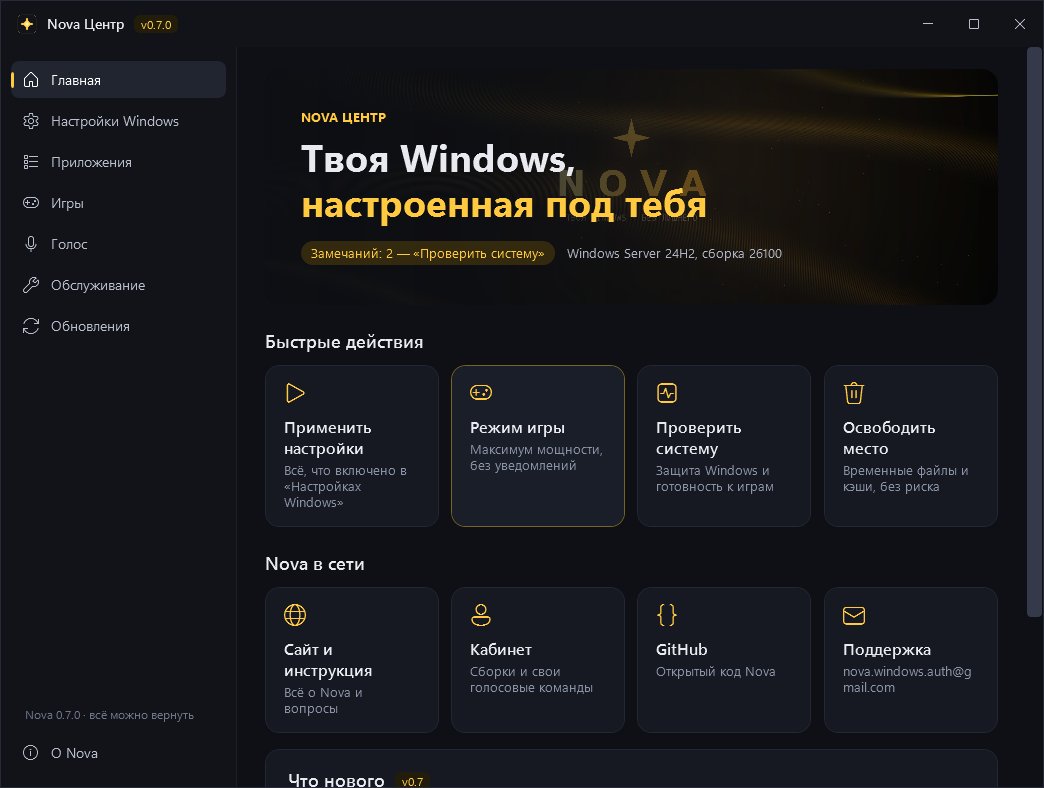 Nova Центр v0.7.0
Главная
Настройки Windows
Приложения
Игры
Голос
Обслуживание
Обновления
Nova 0.7.0 · всё можно вернуть
О Nova
NOVA ЦЕНТР
Твоя Windows,
настроенная под тебя
NOVA
Замечаний: 2 — «Проверить систему» Windows Server 24H2, сборка 26100
Быстрые действия
Применить
настройки
Всё, что включено в
«Настройках
Windows»
Режим игры
Максимум мощности,
без уведомлений
Проверить
систему
Защита Windows и
готовность к играм
Освободить
место
Временные файлы и
кэши, без риска
Nova в сети
Сайт и
инструкция
Всё о Nova и
вопросы
Кабинет
Сборки и свои
голосовые команды
GitHub
Открытый код Nova
Поддержка
nova.windows.auth@g
mail.com
Что нового v0.7